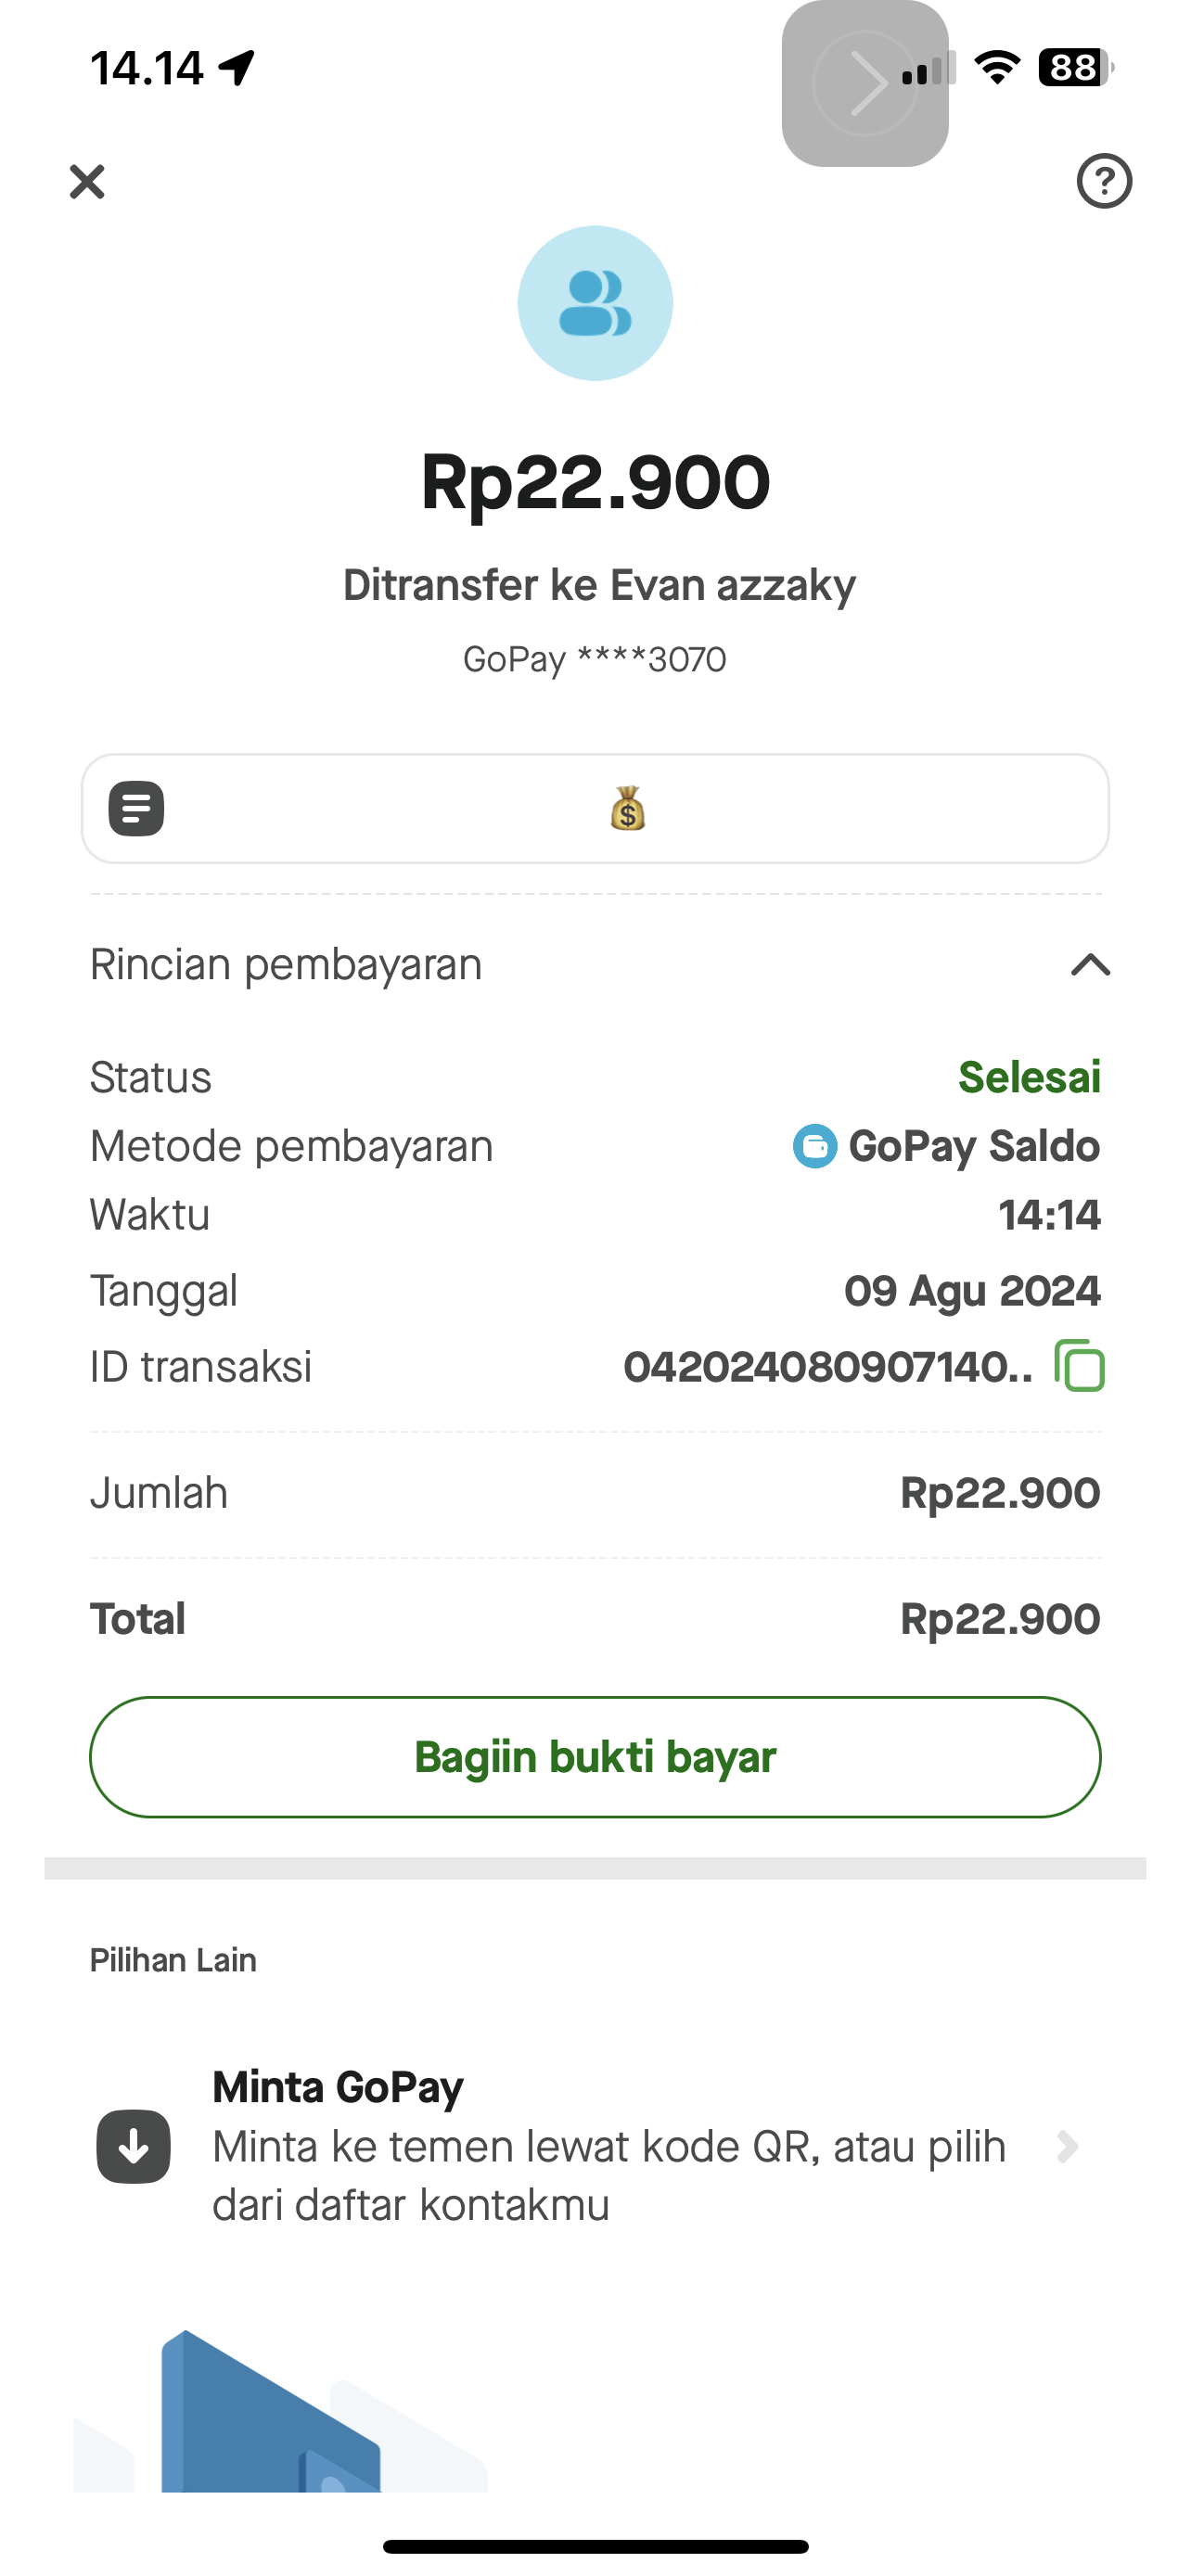 14.14
88
Rp22.900
Ditransfer ke Evan azzaky
GoPay ****3070
Rincian pembayaran
Status Selesai
Metode pembayaran GoPay Saldo
Waktu 14:14
Tanggal 09 Agu 2024
ID transaksi 042024080907140..
Jumlah Rp22.900
Total Rp22.900
Bagiin bukti bayar
Pilihan Lain
Minta GoPay
Minta ke temen lewat kode QR, atau pilih
dari daftar kontakmu